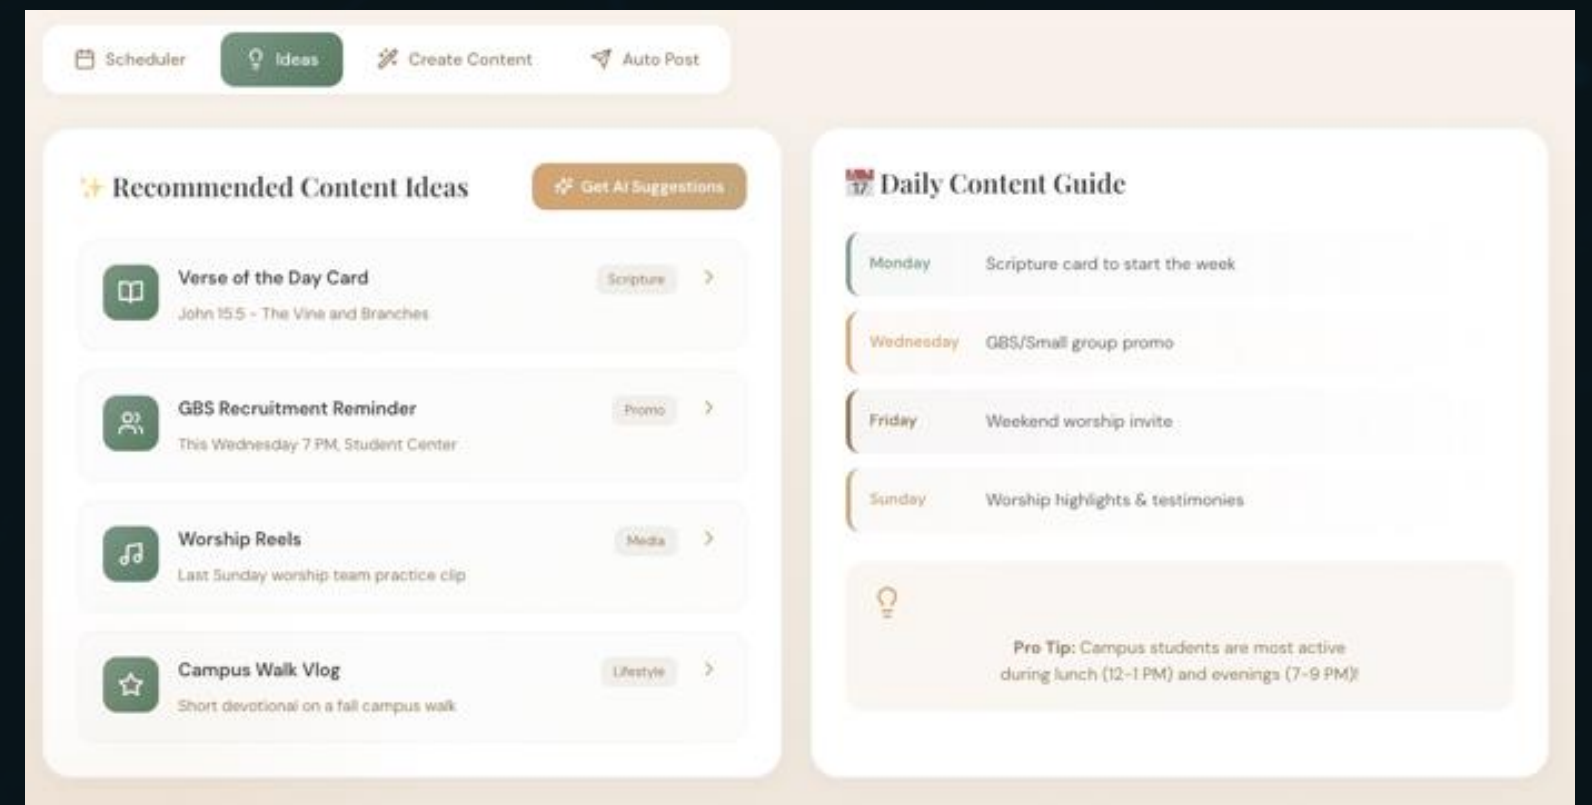 Scheduler
Ideas
Create Content
Auto Post
Recommended Content Ideas
Get AI Suggestions
Verse of the Day Card
Scripture
John 15:5 - The Vine and Branches
GBS Recruitment Reminder
Promo
This Wednesday 7 PM, Student Center
Worship Reels
Media
Last Sunday worship team practice clip
Campus Walk Vlog
Lifestyle
Short devotional on a fall campus walk
17
Daily Content Guide
Monday
Scripture card to start the week
Wednesday
GBS/Small group promo
Friday
Weekend worship invite
Sunday
Worship highlights & testimonies
Pro Tip: Campus students are most active
during lunch (12-1 PM) and evenings (7-9 PM)!